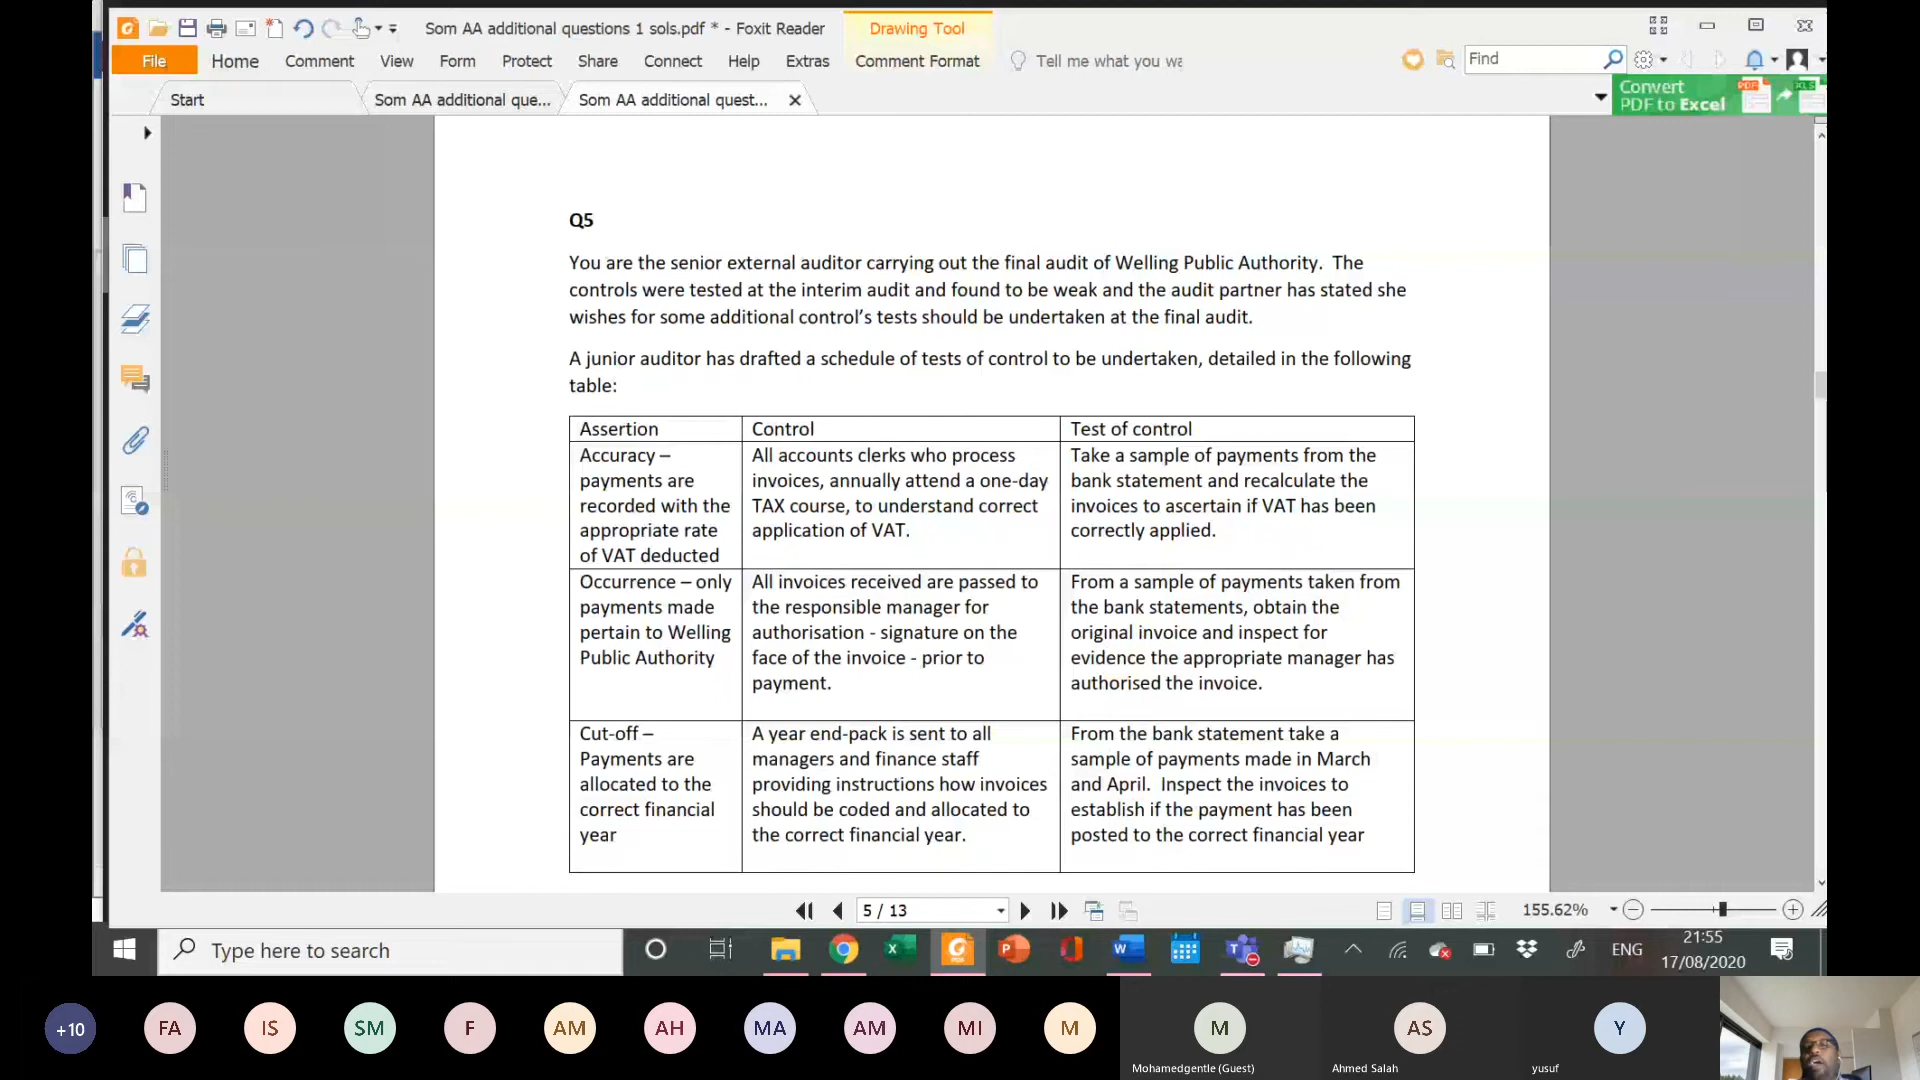 Som AA additional questions 1 sols.pdf * - Foxit Reader
Drawing Tool
File
Home
Comment
View
Form
Protect
Share
Connect
Help
Extras
Comment Format
Tell me what you wa
Find
Start
Som AA additional que...
Som AA additional quest...
Convert
PDF to Excel
PDF
XLS
Q5
You are the senior external auditor carrying out the final audit of Welling Public Authority. The
controls were tested at the interim audit and found to be weak and the audit partner has stated she
wishes for some additional control's tests should be undertaken at the final audit.
A junior auditor has drafted a schedule of tests of control to be undertaken, detailed in the following
table:
Assertion
Control
Test of control
Accuracy –
payments are
recorded with the
appropriate rate
of VAT deducted
All accounts clerks who process
invoices, annually attend a one-day
TAX course, to understand correct
application of VAT.
Take a sample of payments from the
bank statement and recalculate the
invoices to ascertain if VAT has been
correctly applied.
Occurrence – only
payments made
pertain to Welling
Public Authority
All invoices received are passed to
the responsible manager for
authorisation - signature on the
face of the invoice - prior to
payment.
From a sample of payments taken from
the bank statements, obtain the
original invoice and inspect for
evidence the appropriate manager has
authorised the invoice.
Cut-off –
Payments are
allocated to the
correct financial
year
A year end-pack is sent to all
managers and finance staff
providing instructions how invoices
should be coded and allocated to
the correct financial year.
From the bank statement take a
sample of payments made in March
and April. Inspect the invoices to
establish if the payment has been
posted to the correct financial year
5 / 13
155.62%
Type here to search
ENG
21:55
17/08/2020
+10
FA
IS
SM
F
AM
AH
MA
AM
MI
M
M
AS
Y
Mohamedgentle (Guest)
Ahmed Salah
yusuf